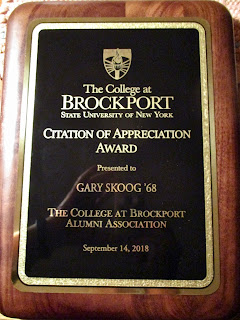 The College at
BROCKPORT
STATE UNIVERSITY OF NEW YORK
CITATION OF APPRECIATION
AWARD
Presented to
GARY SKOOG '68
THE COLLEGE AT BROCKPORT
ALUMNI ASSOCIATION
September 14, 2018